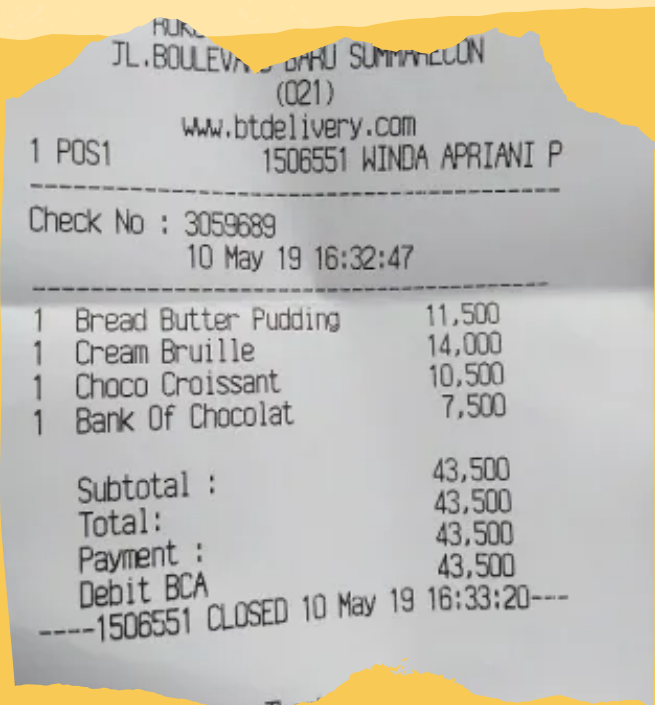 JL.BOULEVA BARU SUMMARECON
(021)
www.btdelivery.com
1 POS1 1506551 WINDA APRIANI P
Check No : 3059689
10 May 19 16:32:47
1 Bread Butter Pudding 11,500
1 Cream Bruille 14,000
1 Choco Croissant 10,500
1 Bank Of Chocolat 7,500
Subtotal : 43,500
Total: 43,500
Payment : 43,500
Debit BCA 43,500
----1506551 CLOSED 10 May 19 16:33:20----